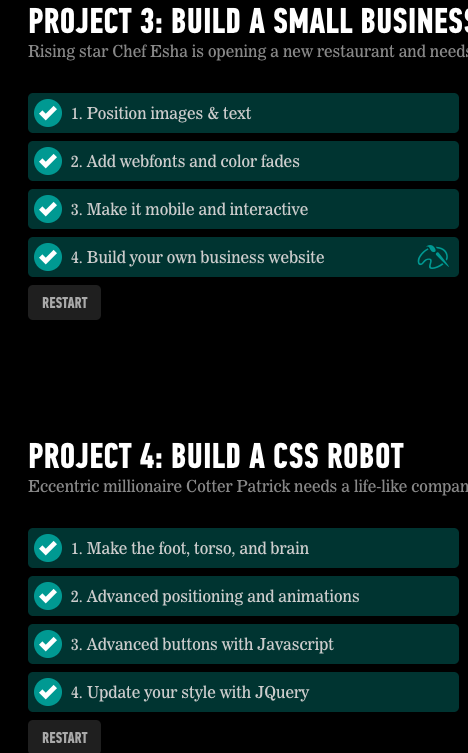 PROJECT 3: BUILD A SMALL BUSINESS
Rising star Chef Esha is opening a new restaurant and needs
1. Position images & text
2. Add webfonts and color fades
3. Make it mobile and interactive
4. Build your own business website
RESTART
PROJECT 4: BUILD A CSS ROBOT
Eccentric millionaire Cotter Patrick needs a life-like compan
1. Make the foot, torso, and brain
2. Advanced positioning and animations
3. Advanced buttons with Javascript
4. Update your style with JQuery
RESTART